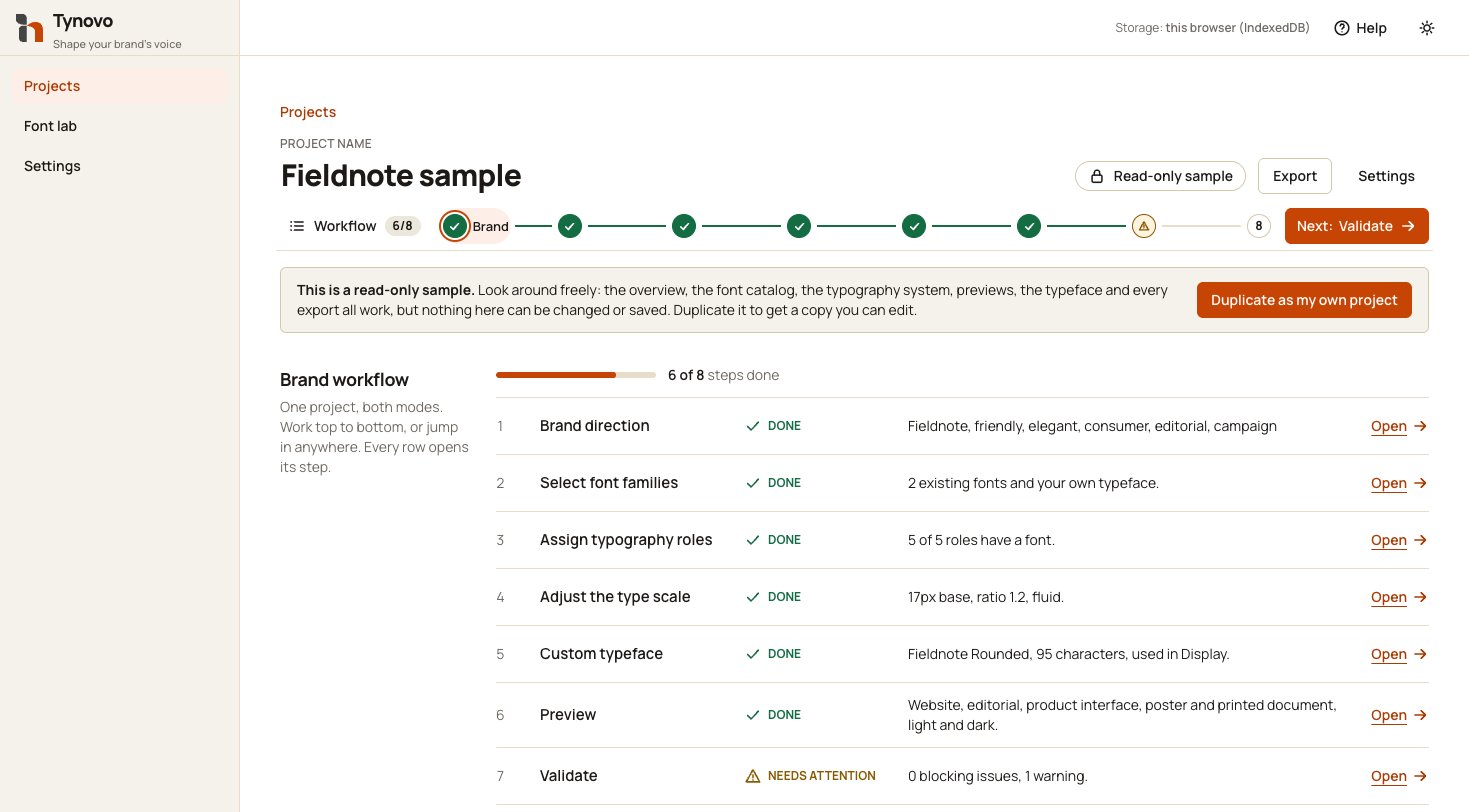 Tynovo
Shape your brand's voice
Storage: this browser (IndexedDB)
Help
Projects
Font lab
Settings
Projects
PROJECT NAME
Fieldnote sample
Read-only sample
Export
Settings
Workflow 6/8
Brand
8
Next: Validate
This is a read-only sample. Look around freely: the overview, the font catalog, the typography system, previews, the typeface and every
export all work, but nothing here can be changed or saved. Duplicate it to get a copy you can edit.
Duplicate as my own project
Brand workflow
One project, both modes.
Work top to bottom, or jump
in anywhere. Every row opens
its step.
6 of 8 steps done
1 Brand direction DONE Fieldnote, friendly, elegant, consumer, editorial, campaign Open
2 Select font families DONE 2 existing fonts and your own typeface. Open
3 Assign typography roles DONE 5 of 5 roles have a font. Open
4 Adjust the type scale DONE 17px base, ratio 1.2, fluid. Open
5 Custom typeface DONE Fieldnote Rounded, 95 characters, used in Display. Open
6 Preview DONE Website, editorial, product interface, poster and printed document,
light and dark. Open
7 Validate NEEDS ATTENTION 0 blocking issues, 1 warning. Open